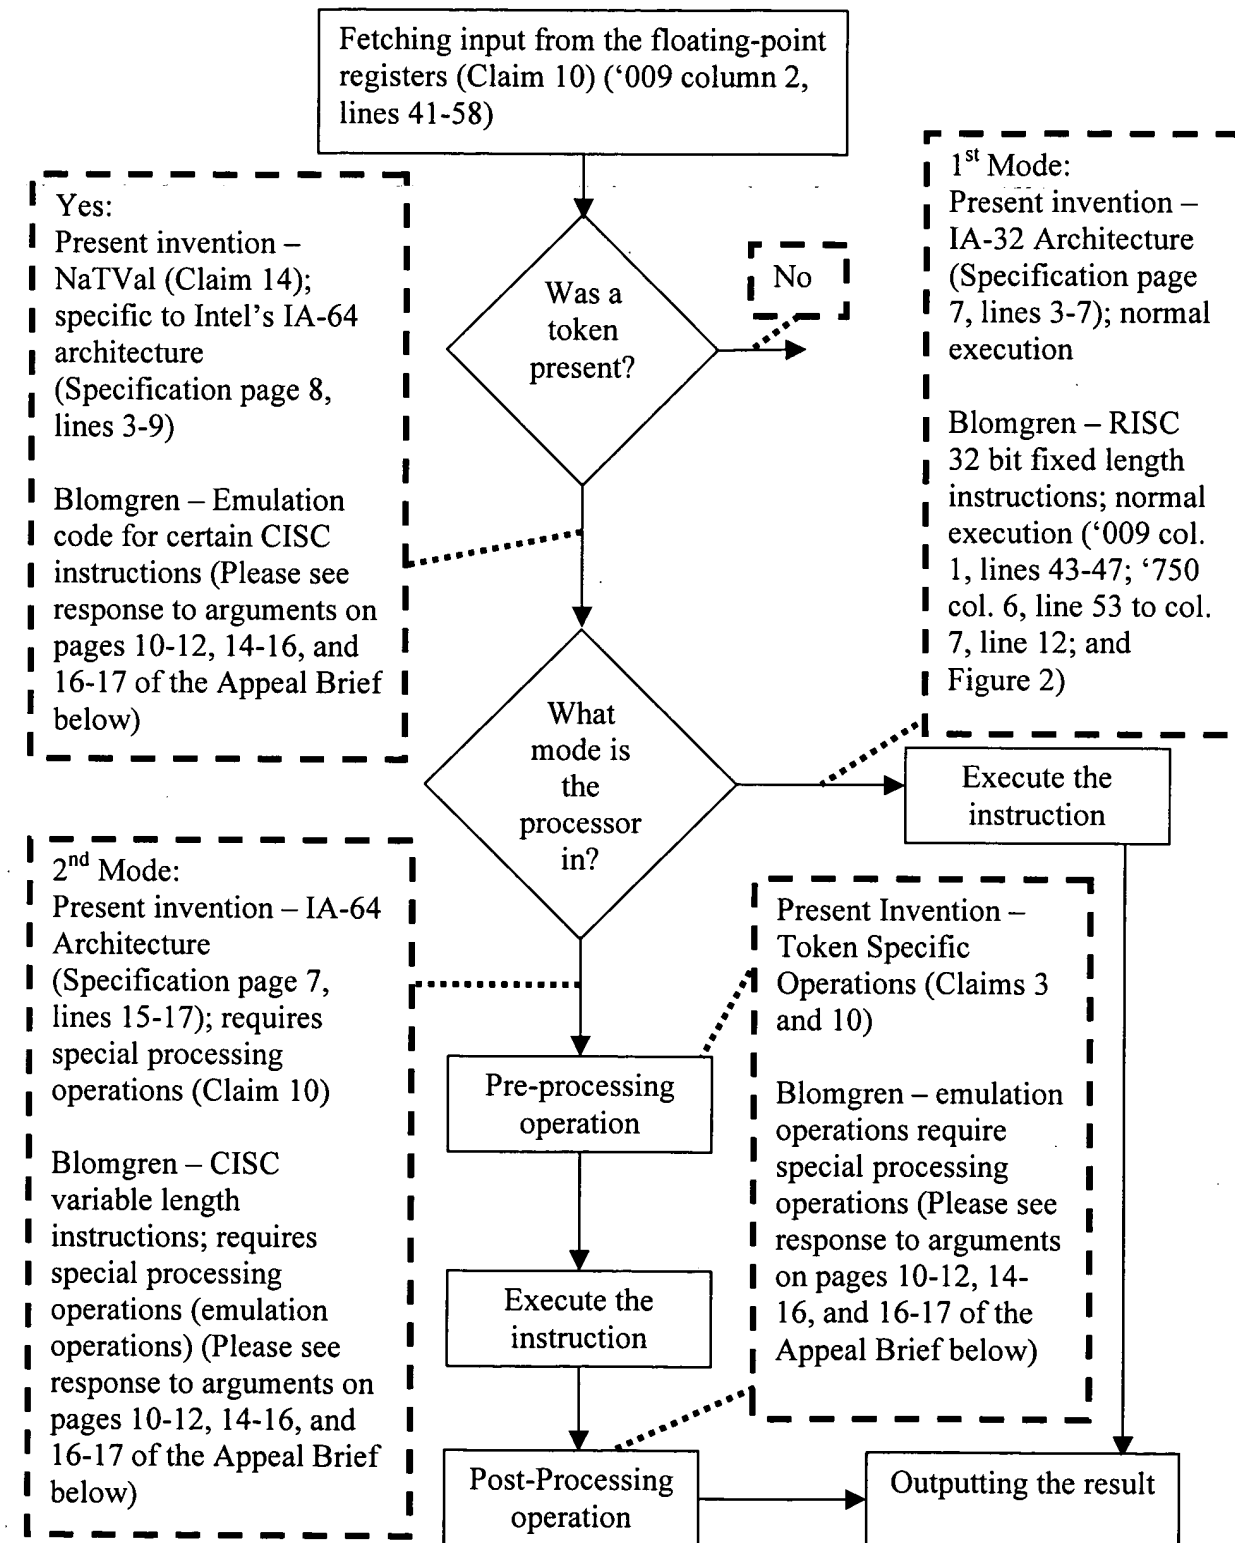 Fetching input from the floating-point
registers (Claim 10) (‘009 column 2,
lines 41-58)
Yes:
Present invention –
NaTVal (Claim 14);
specific to Intel's IA-64
architecture
(Specification page 8,
lines 3-9)
Blomgren – Emulation
code for certain CISC
instructions (Please see
response to arguments on
pages 10-12, 14-16, and
16-17 of the Appeal Brief
below)
Was a
token
present?
No
1st Mode:
Present invention –
IA-32 Architecture
(Specification page
7, lines 3-7); normal
execution
Blomgren – RISC
32 bit fixed length
instructions; normal
execution (‘009 col.
1, lines 43-47; ‘750
col. 6, line 53 to col.
7, line 12; and
Figure 2)
What
mode is
the
processor
in?
Execute the
instruction
2nd Mode:
Present invention – IA-64
Architecture
(Specification page 7,
lines 15-17); requires
special processing
operations (Claim 10)
Blomgren – CISC
variable length
instructions; requires
special processing
operations (emulation
operations) (Please see
response to arguments on
pages 10-12, 14-16, and
16-17 of the Appeal Brief
below)
Present Invention –
Token Specific
Operations (Claims 3
and 10)
Blomgren – emulation
operations require
special processing
operations (Please see
response to arguments
on pages 10-12, 14-
16, and 16-17 of the
Appeal Brief below)
Pre-processing
operation
Execute the
instruction
Post-Processing
operation
Outputting the result